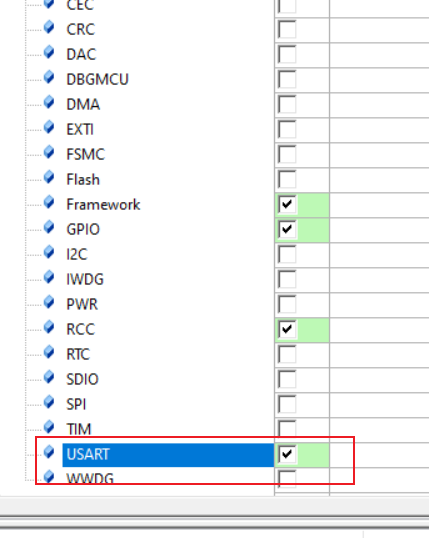 CEC
CRC
DAC
DBGMCU
DMA
EXTI
FSMC
Flash
Framework
GPIO
I2C
IWDG
PWR
RCC
RTC
SDIO
SPI
TIM
USART
WWDG